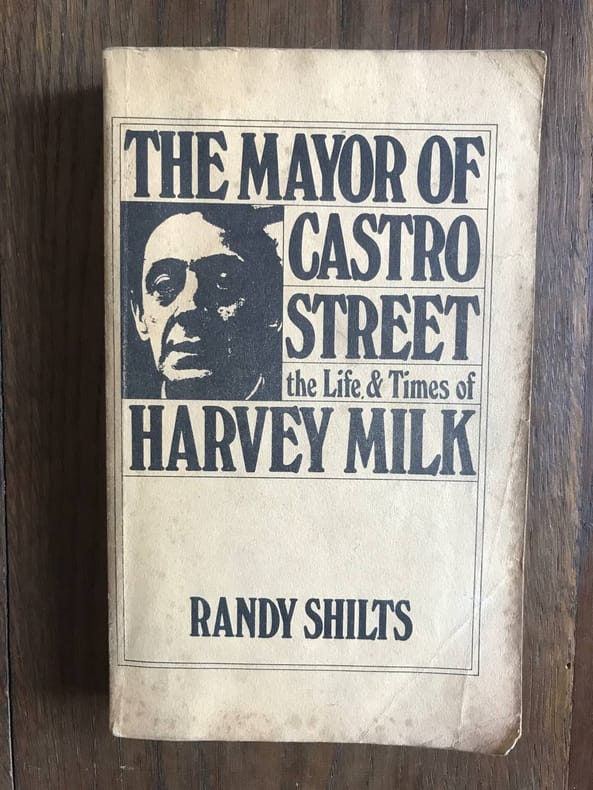 THE MAYOR OF
CASTRO
STREET
the Life & Times of
HARVEY MILK
RANDY SHILTS